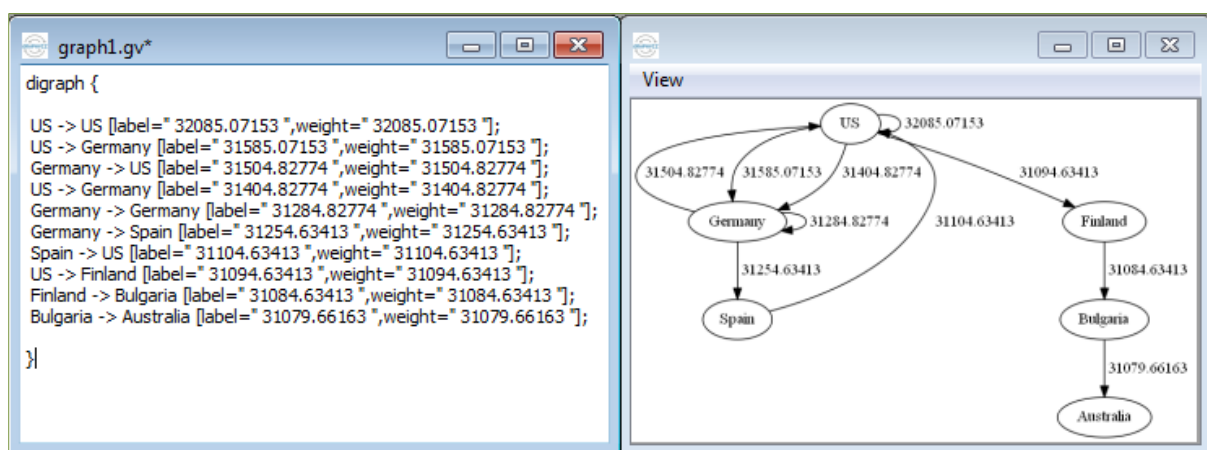 graph1.gv*
digraph {
US -> US [label=" 32085.07153 ",weight=" 32085.07153 "];
US -> Germany [label=" 31585.07153 ",weight=" 31585.07153 "];
Germany -> US [label=" 31504.82774 ",weight=" 31504.82774 "];
US -> Germany [label=" 31404.82774 ",weight=" 31404.82774 "];
Germany -> Germany [label=" 31284.82774 ",weight=" 31284.82774 "];
Germany -> Spain [label=" 31254.63413 ",weight=" 31254.63413 "];
Spain -> US [label=" 31104.63413 ",weight=" 31104.63413 "];
US -> Finland [label=" 31094.63413 ",weight=" 31094.63413 "];
Finland -> Bulgaria [label=" 31084.63413 ",weight=" 31084.63413 "];
Bulgaria -> Australia [label=" 31079.66163 ",weight=" 31079.66163 "];
}
View
US
32085.07153
31504.82774
31585.07153
31404.82774
31094.63413
Germany
31284.82774
31104.63413
Finland
31254.63413
31084.63413
Spain
Bulgaria
31079.66163
Australia